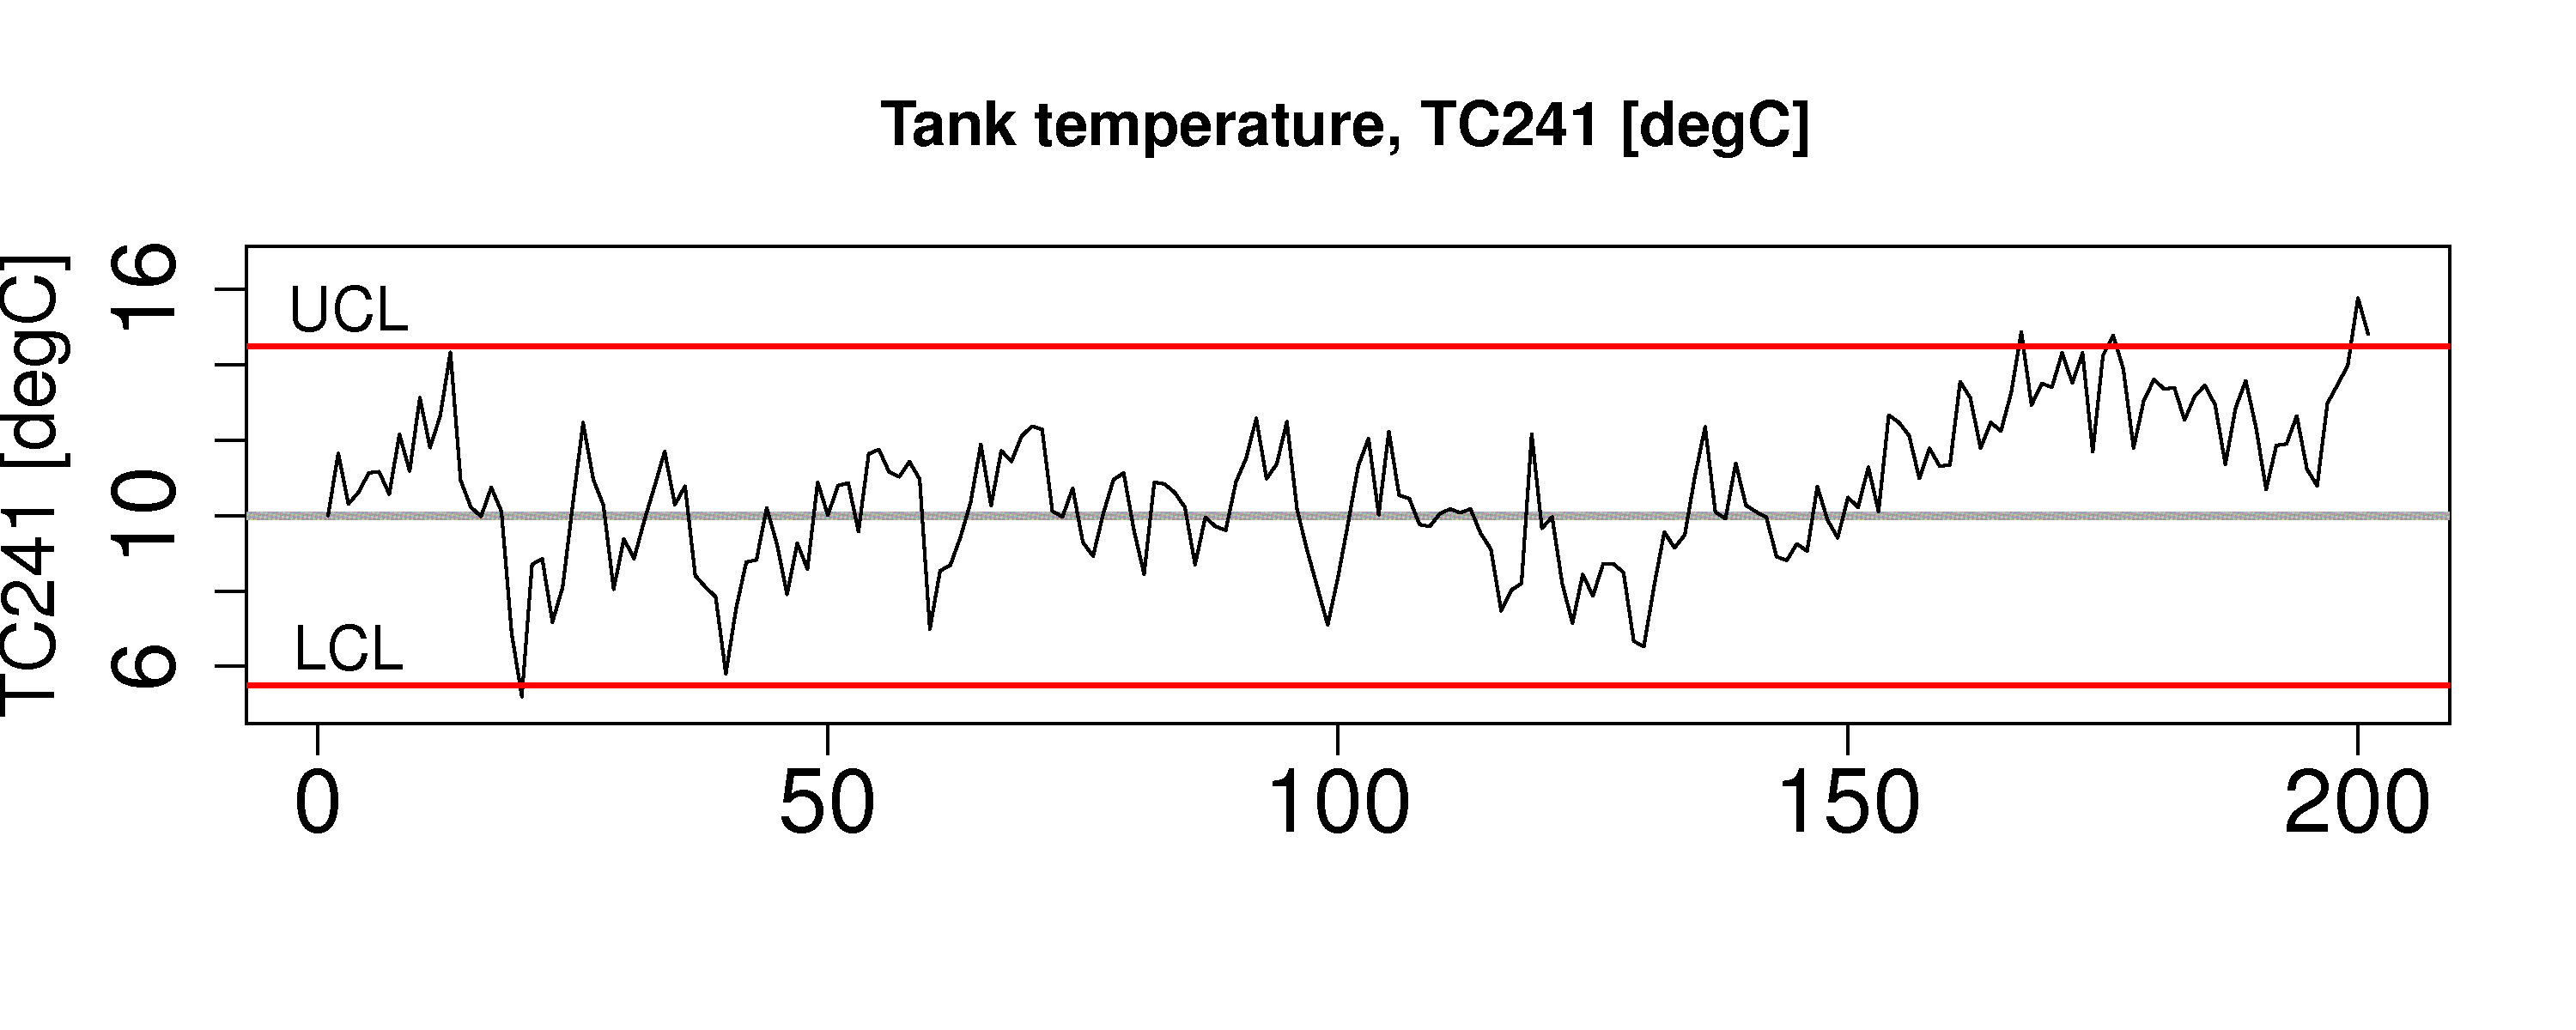 Tank temperature, TC241 [degC]
TC241 [degC]
16
10
6
UCL
LCL
0 50 100 150 200